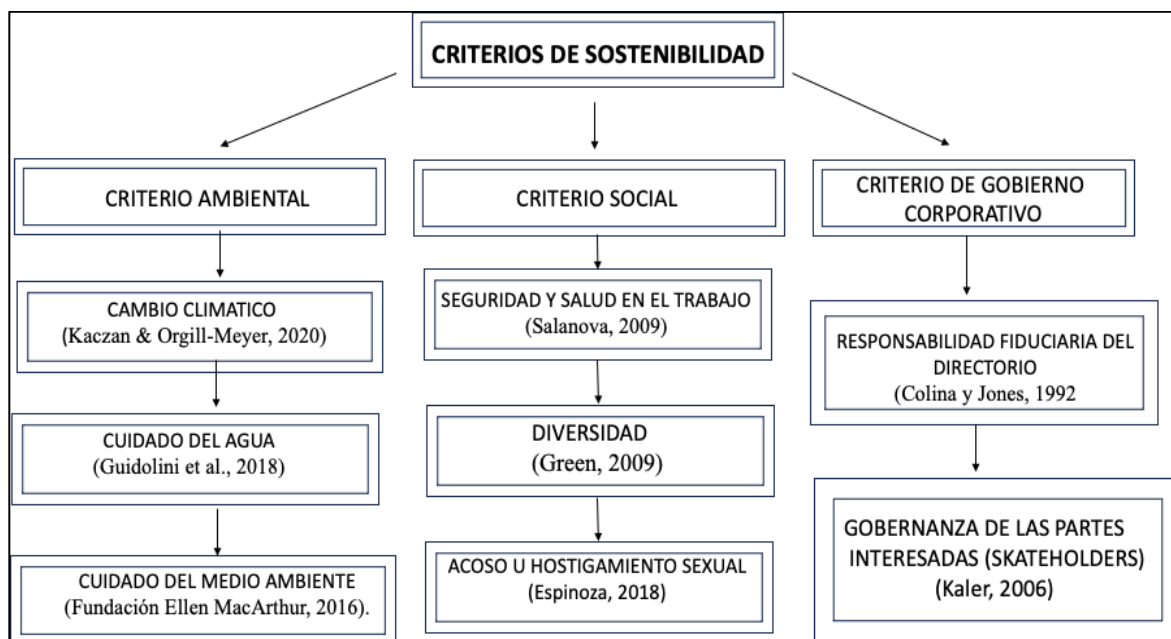 CRITERIOS DE SOSTENIBILIDAD
CRITERIO AMBIENTAL
CAMBIO CLIMATICO
(Kaczan & Orgill-Meyer, 2020)
CUIDADO DEL AGUA
(Guidolini et al., 2018)
CUIDADO DEL MEDIO AMBIENTE
(Fundación Ellen MacArthur, 2016).
CRITERIO SOCIAL
SEGURIDAD Y SALUD EN EL TRABAJO
(Salanova, 2009)
DIVERSIDAD
(Green, 2009)
ACOSO U HOSTIGAMIENTO SEXUAL
(Espinoza, 2018)
CRITERIO DE GOBIERNO
CORPORATIVO
RESPONSABILIDAD FIDUCIARIA DEL
DIRECTORIO
(Colina y Jones, 1992
GOBERNANZA DE LAS PARTES
INTERESADAS (SKATEHOLDERS)
(Kaler, 2006)